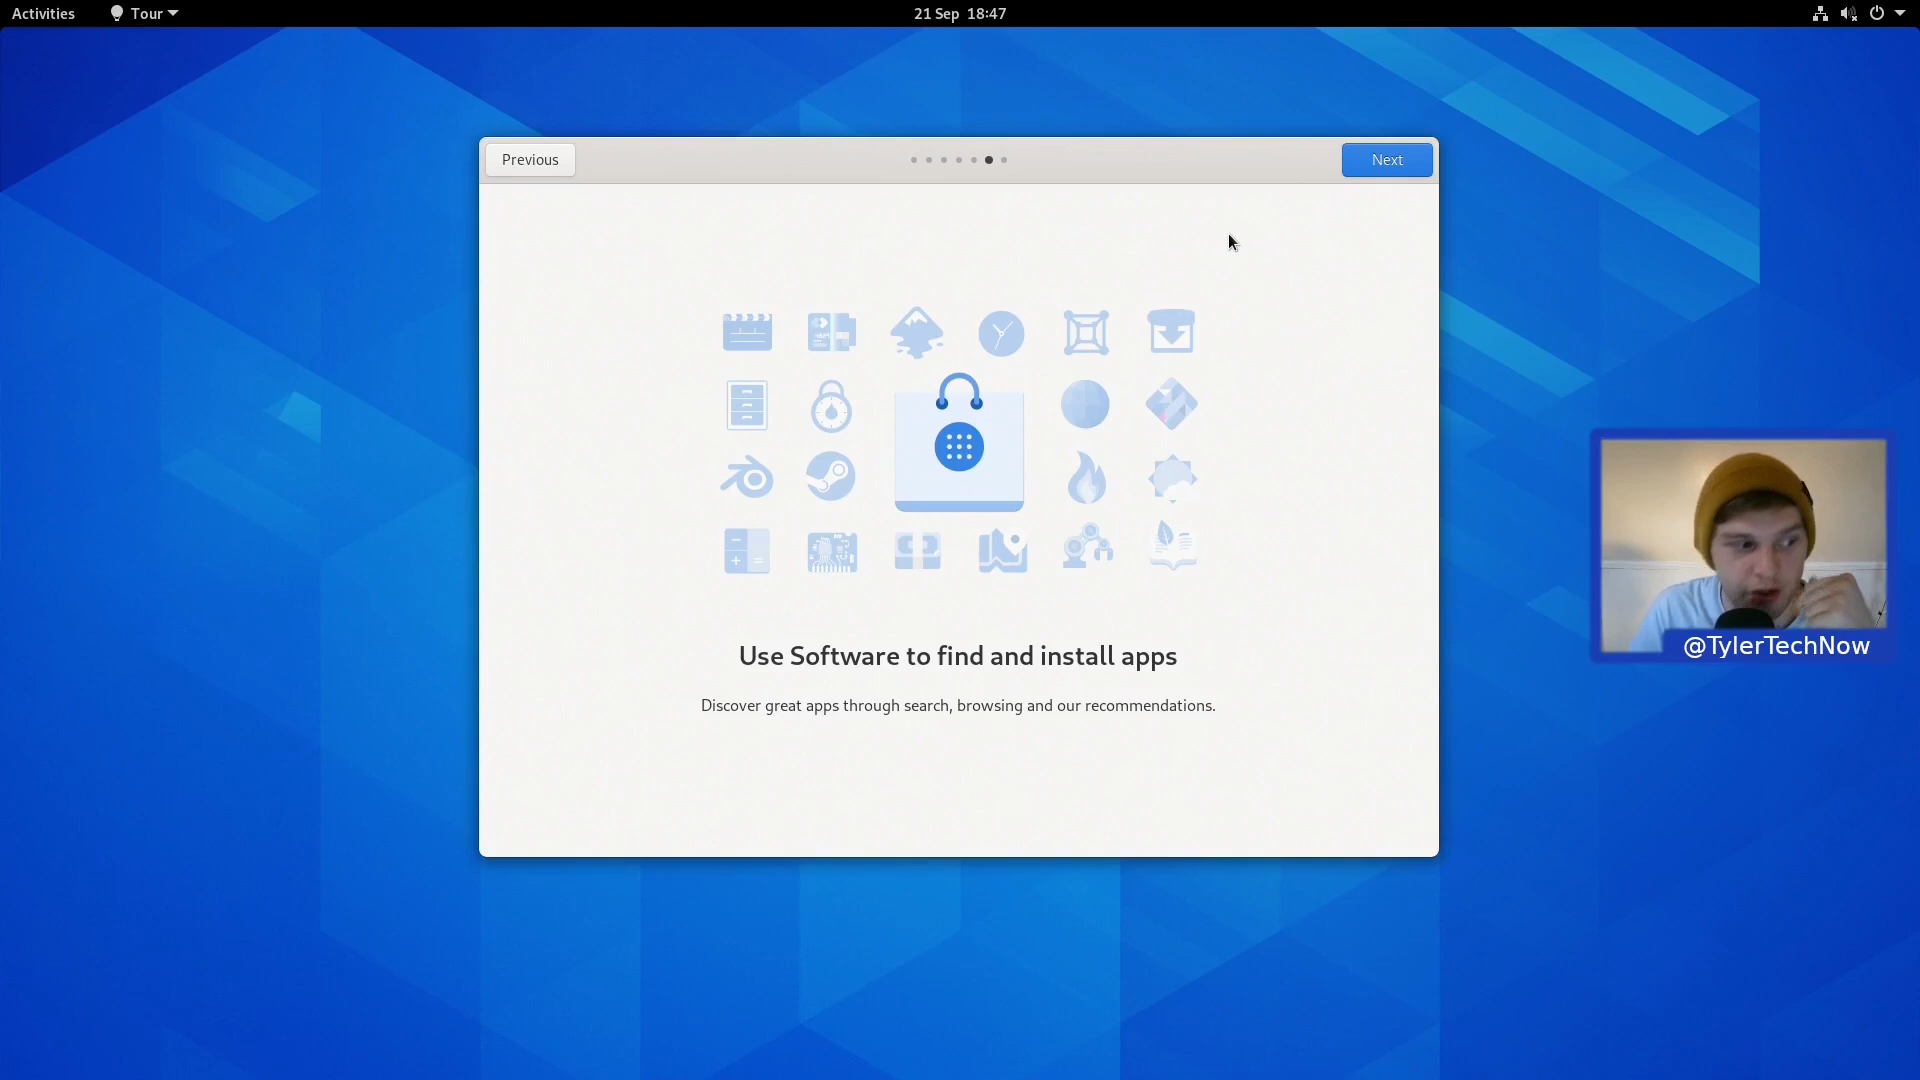 Activities
Tour
21 Sep 18:47
Previous
Next
Use Software to find and install apps
Discover great apps through search, browsing and our recommendations.
@TylerTechNow